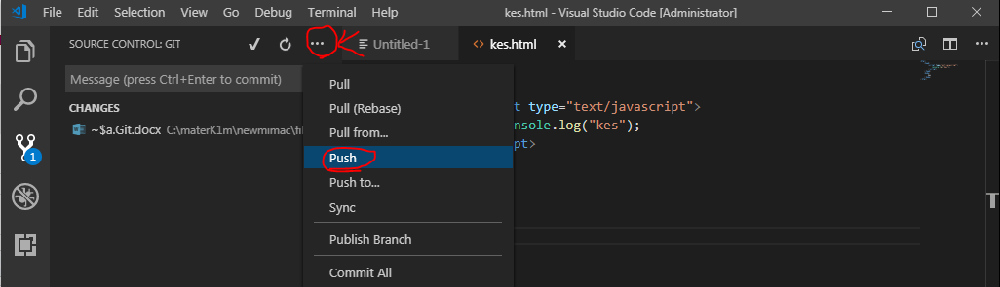 File Edit Selection View Go Debug Terminal Help kes.html - Visual Studio Code [Administrator]
SOURCE CONTROL: GIT
Untitled-1
kes.html
Message (press Ctrl+Enter to commit)
CHANGES
~$a.Git.docx C:\materK1m\newmimac\fil
1
Pull
Pull (Rebase)
Pull from...
Push
Push to...
Sync
Publish Branch
Commit All
t type="text/javascript">
nsole.log("kes");
pt>